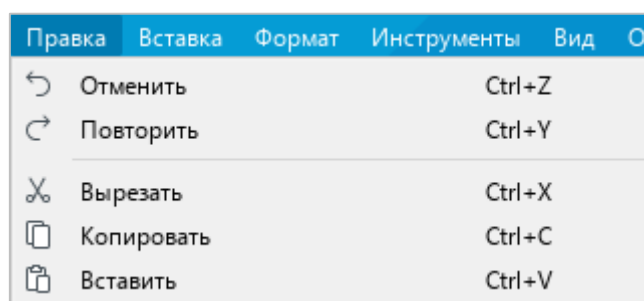 Правка Вставка Формат Инструменты Вид
Отменить Ctrl+Z
Повторить Ctrl+Y
Вырезать Ctrl+X
Копировать Ctrl+C
Вставить Ctrl+V